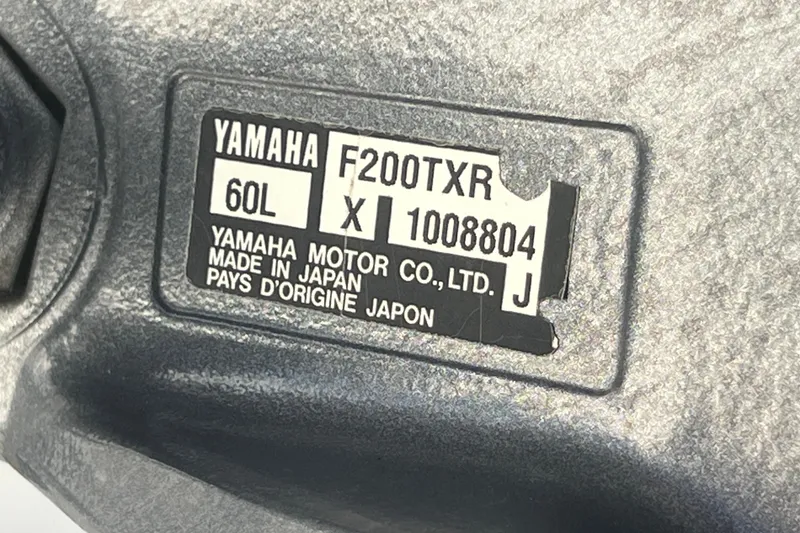 YAMAHA F200TXR
60L X 1008804
YAMAHA MOTOR CO., LTD. J
MADE IN JAPAN
PAYS D'ORIGINE JAPON